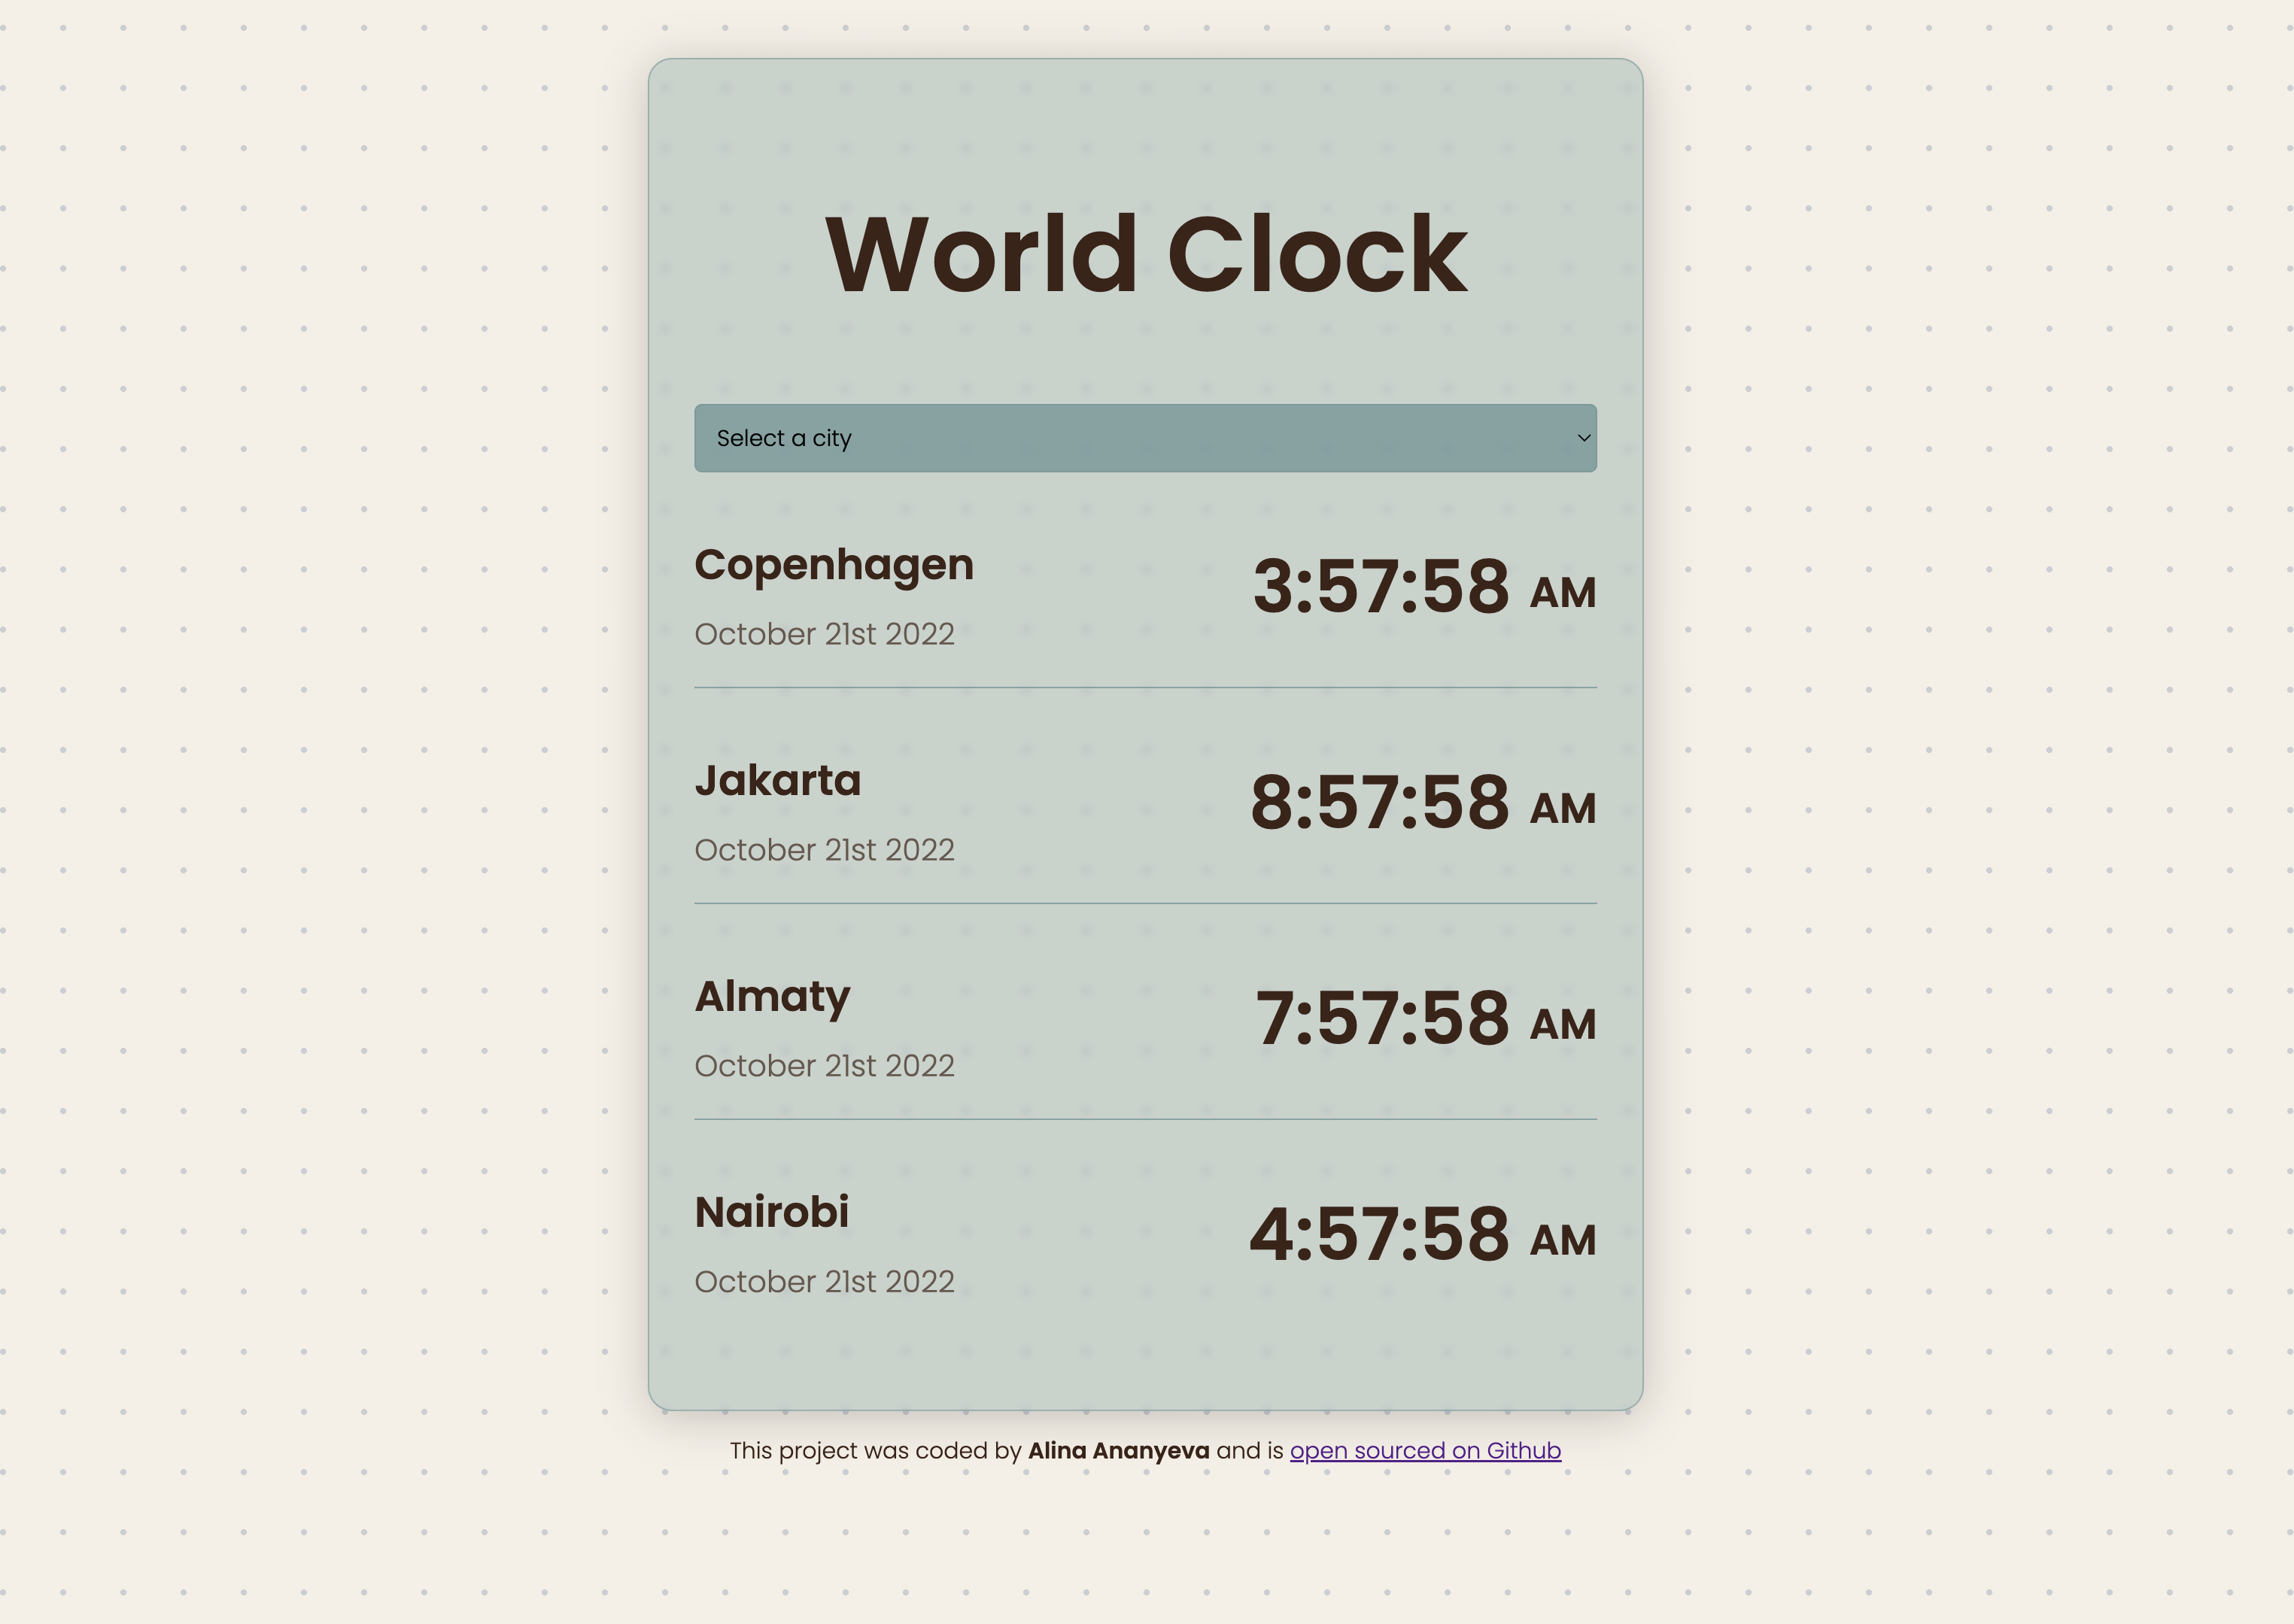 World Clock
Select a city
Copenhagen
3:57:58 AM
October 21st 2022
Jakarta
8:57:58 AM
October 21st 2022
Almaty
7:57:58 AM
October 21st 2022
Nairobi
4:57:58 AM
October 21st 2022
This project was coded by Alina Ananyeva and is open sourced on Github